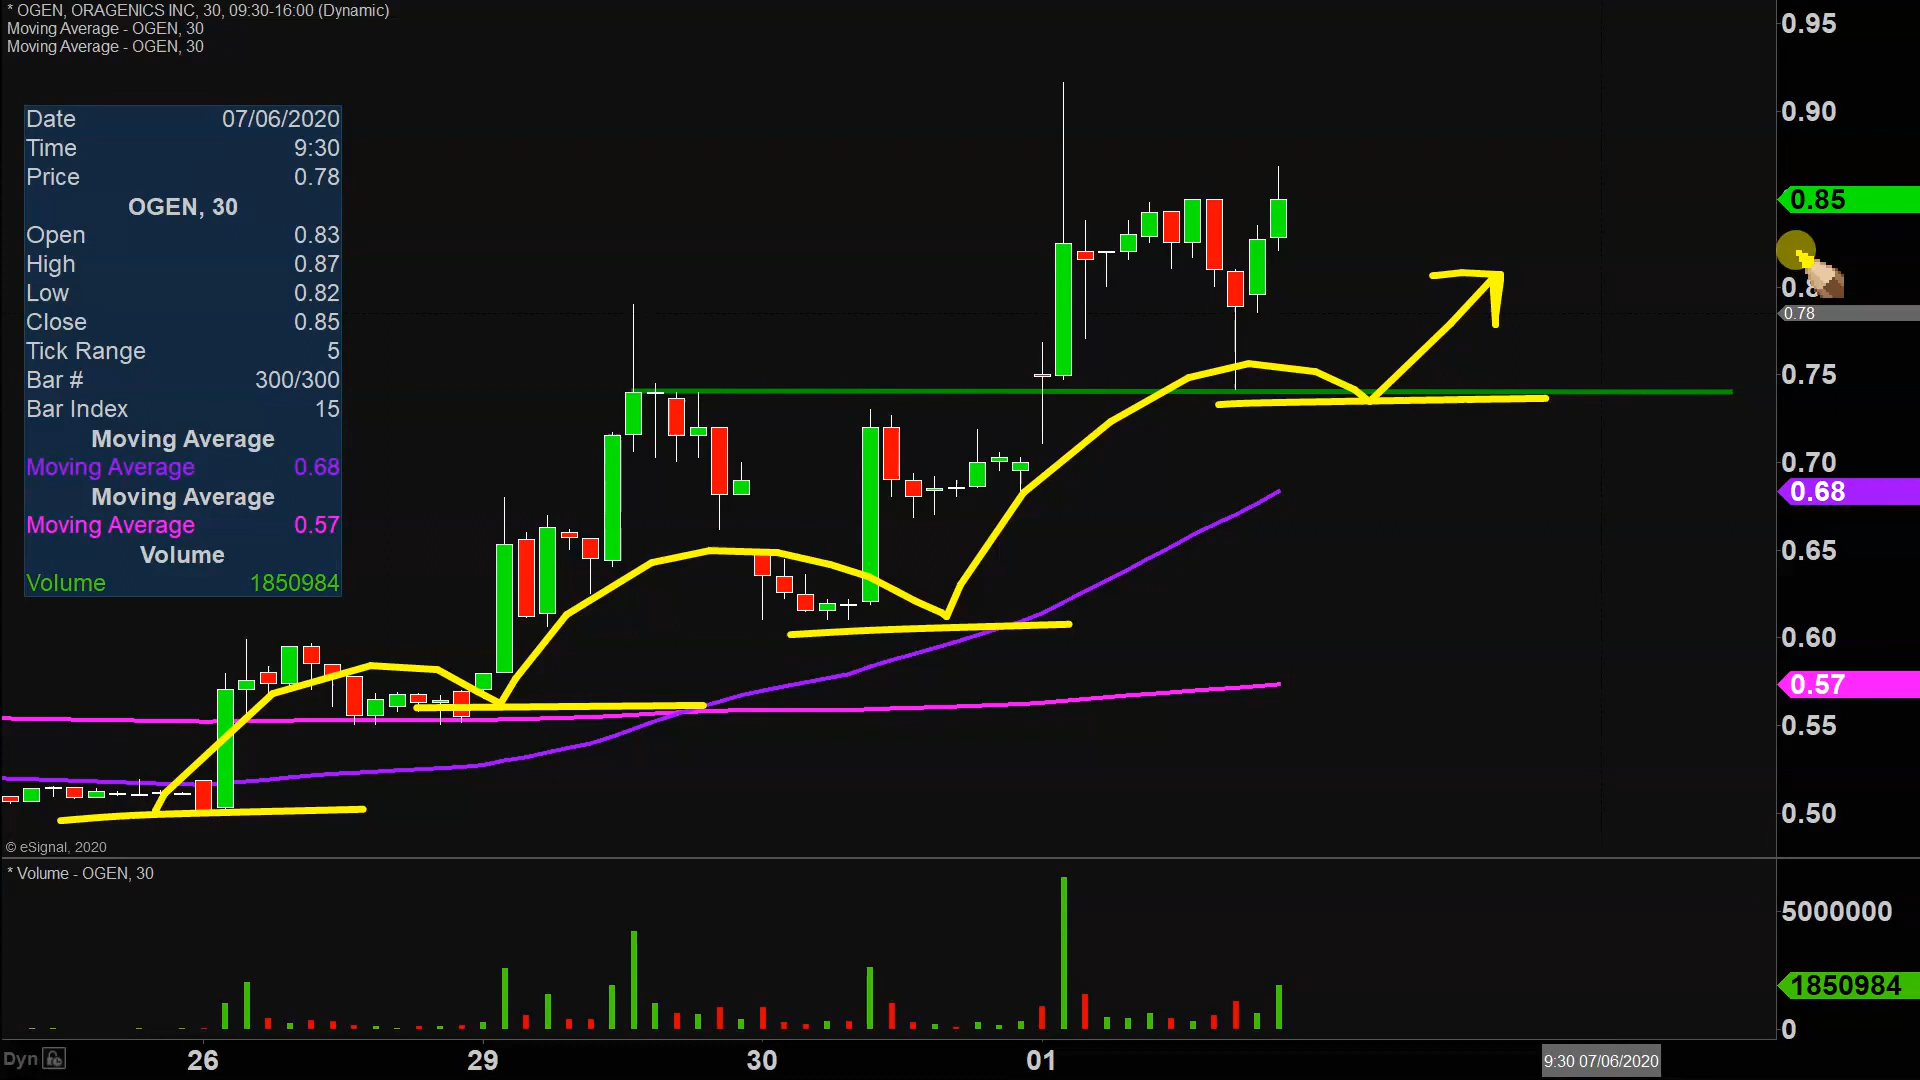 * OGEN, ORAGENICS INC, 30, 09:30-16:00 (Dynamic)
Moving Average - OGEN, 30
Moving Average - OGEN, 30
Date 07/06/2020
Time 9:30
Price 0.78
OGEN, 30
Open 0.83
High 0.87
Low 0.82
Close 0.85
Tick Range 5
Bar # 300/300
Bar Index 15
Moving Average
Moving Average 0.68
Moving Average
Moving Average 0.57
Volume
Volume 1850984
0.95
0.90
0.85
0.78
0.75
0.70
0.68
0.65
0.60
0.57
0.55
0.50
© eSignal, 2020
* Volume - OGEN, 30
5000000
1850984
0
Dyn
26 29 30 01 9:30 07/06/2020